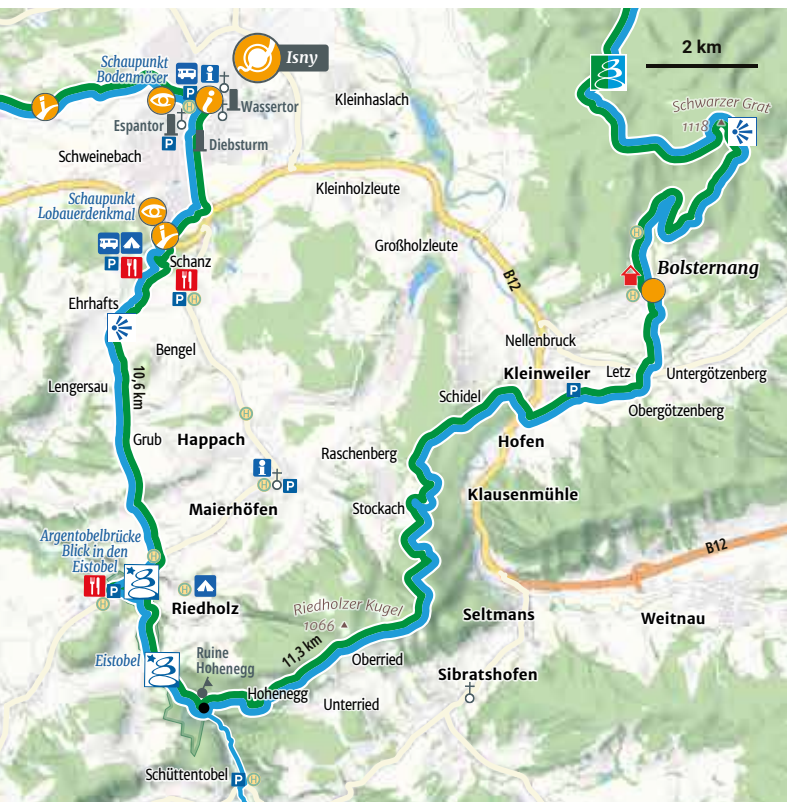 2 km
Schaupunkt
Bodenmöser
Isny
Wassertor
Espantor
Diebsturm
Kleinhaslach
Schwarzer Grat
1118
Schweinebach
Kleinholzleute
Schaupunkt
Lobauerdenkmal
Großholzleute
Schanz
B12
Bolsternang
Ehrhafts
Bengel
Nellenbruck
Kleinweiler
Letz
Untergötzenberg
Lengersau
10,6 km
Schidel
Obergötzenberg
Grub
Happach
Hofen
Raschenberg
Klausenmühle
Maierhöfen
Stockach
Argentobelbrücke
Blick in den
Eistobel
B12
Riedholz
Riedholzer Kugel
1066
Seltmans
Weitnau
11,3 km
Eistobel
Ruine
Hohenegg
Oberried
Sibratshofen
Hohenegg
Unterried
Schüttentobel
P
P
P
P
P
P
P
P
H
H
H
H
H
H
H
H
H
H
i
i
i